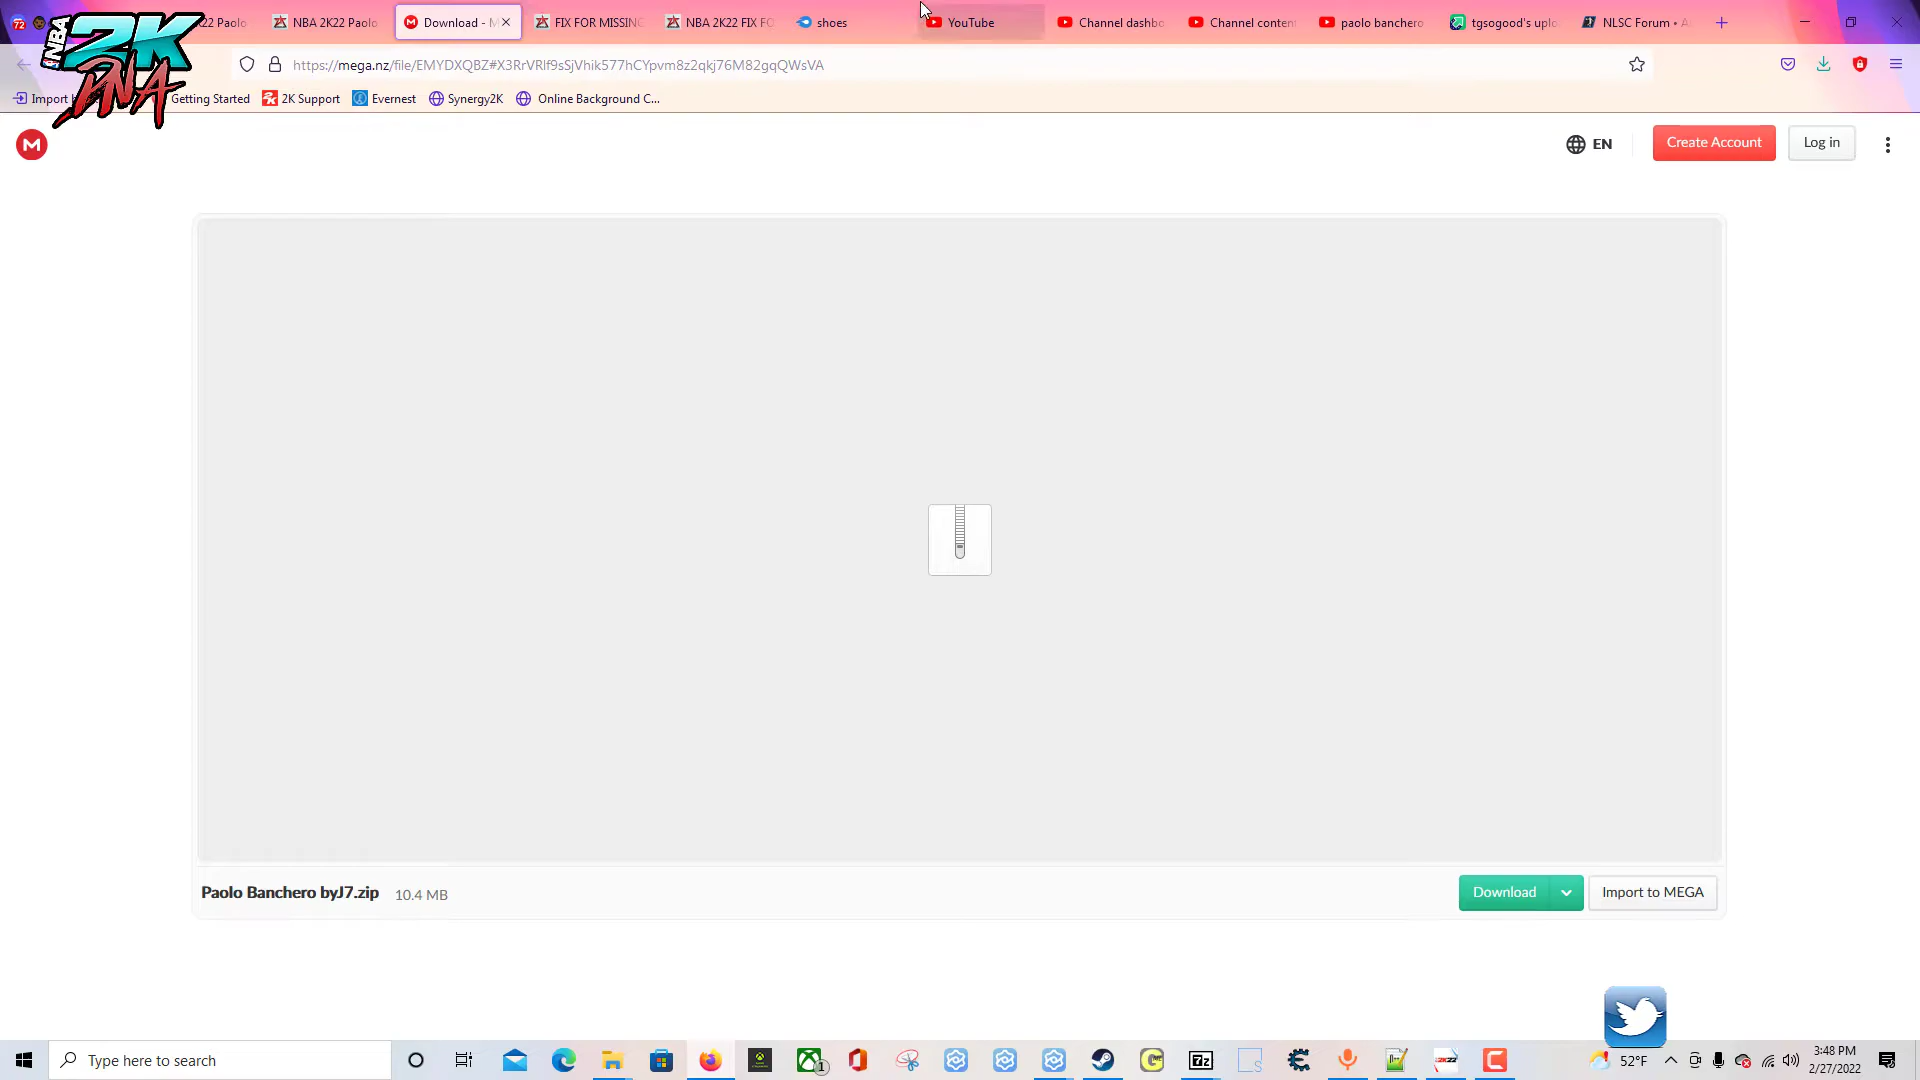 22 Paolo
NBA 2K22 Paolo
Download - M
FIX FOR MISSING
NBA 2K22 FIX FO
shoes
YouTube
Channel dashbo
Channel content
paolo banchero
tgsogood's uplo
NLSC Forum •
NBA 2K DNA
https://mega.nz/file/EMYDXQBZ#X3RrVRlf9sSjVhik577hCYpvm8z2qkj76M82gqQWsVA
Import
Getting Started
2K Support
Evernest
Synergy2K
Online Background C...
M
EN
Create Account
Log in
Paolo Banchero byJ7.zip
10.4 MB
Download
Import to MEGA
Type here to search
52°F
3:48 PM
2/27/2022